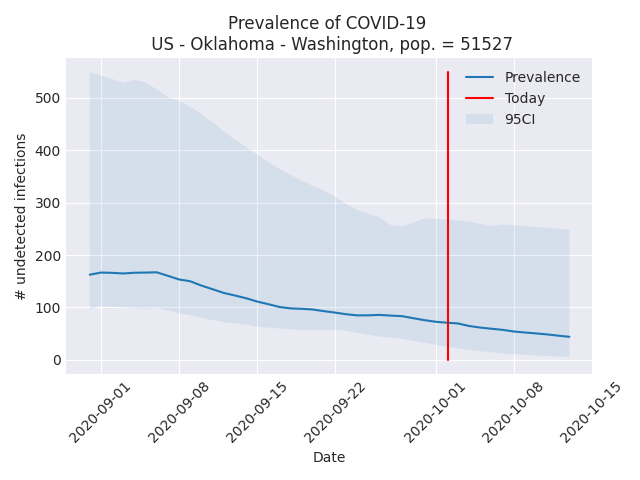 Prevalence of COVID-19
US - Oklahoma - Washington, pop. = 51527
# undetected infections
500
400
300
200
100
0
Prevalence
Today
95CI
2020-09-01
2020-09-08
2020-09-15
2020-09-22
2020-10-01
2020-10-08
2020-10-15
Date